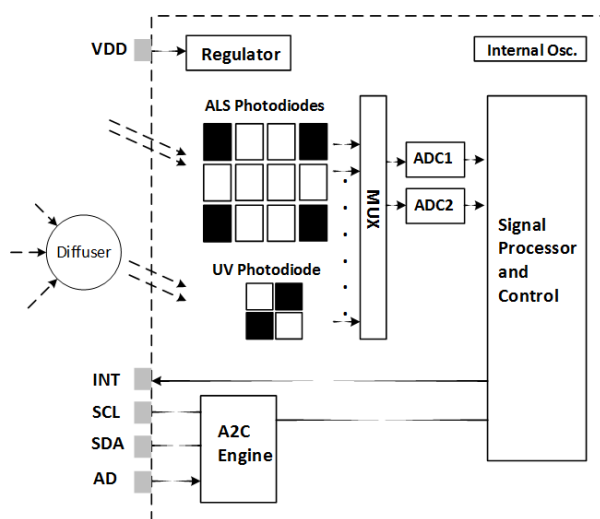 VDD
Regulator
Internal Osc.
ALS Photodiodes
MUX
ADC1
ADC2
Signal
Processor
and
Control
Diffuser
UV Photodiode
INT
SCL
SDA
AD
A2C
Engine